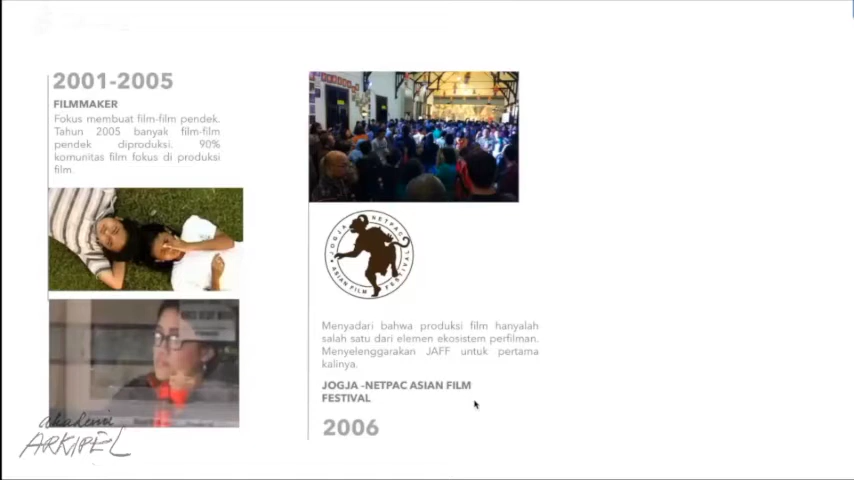 2001-2005
FILMMAKER
Fokus membuat film-film pendek.
Tahun 2005 banyak film-film
pendek diproduksi. 90%
komunitas film fokus di produksi
film.
JOGJA NETPAC
ASIAN FILM FESTIVAL
Menyadari bahwa produksi film hanyalah
salah satu dari elemen ekosistem perfilman.
Menyelenggarakan JAFF untuk pertama
kalinya.
JOGJA -NETPAC ASIAN FILM
FESTIVAL
2006
akademi
ARKIPEL